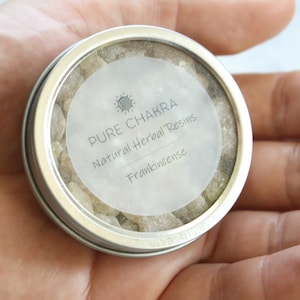 PURE CHAKRA
Natural Herbal Resins
Frankincense